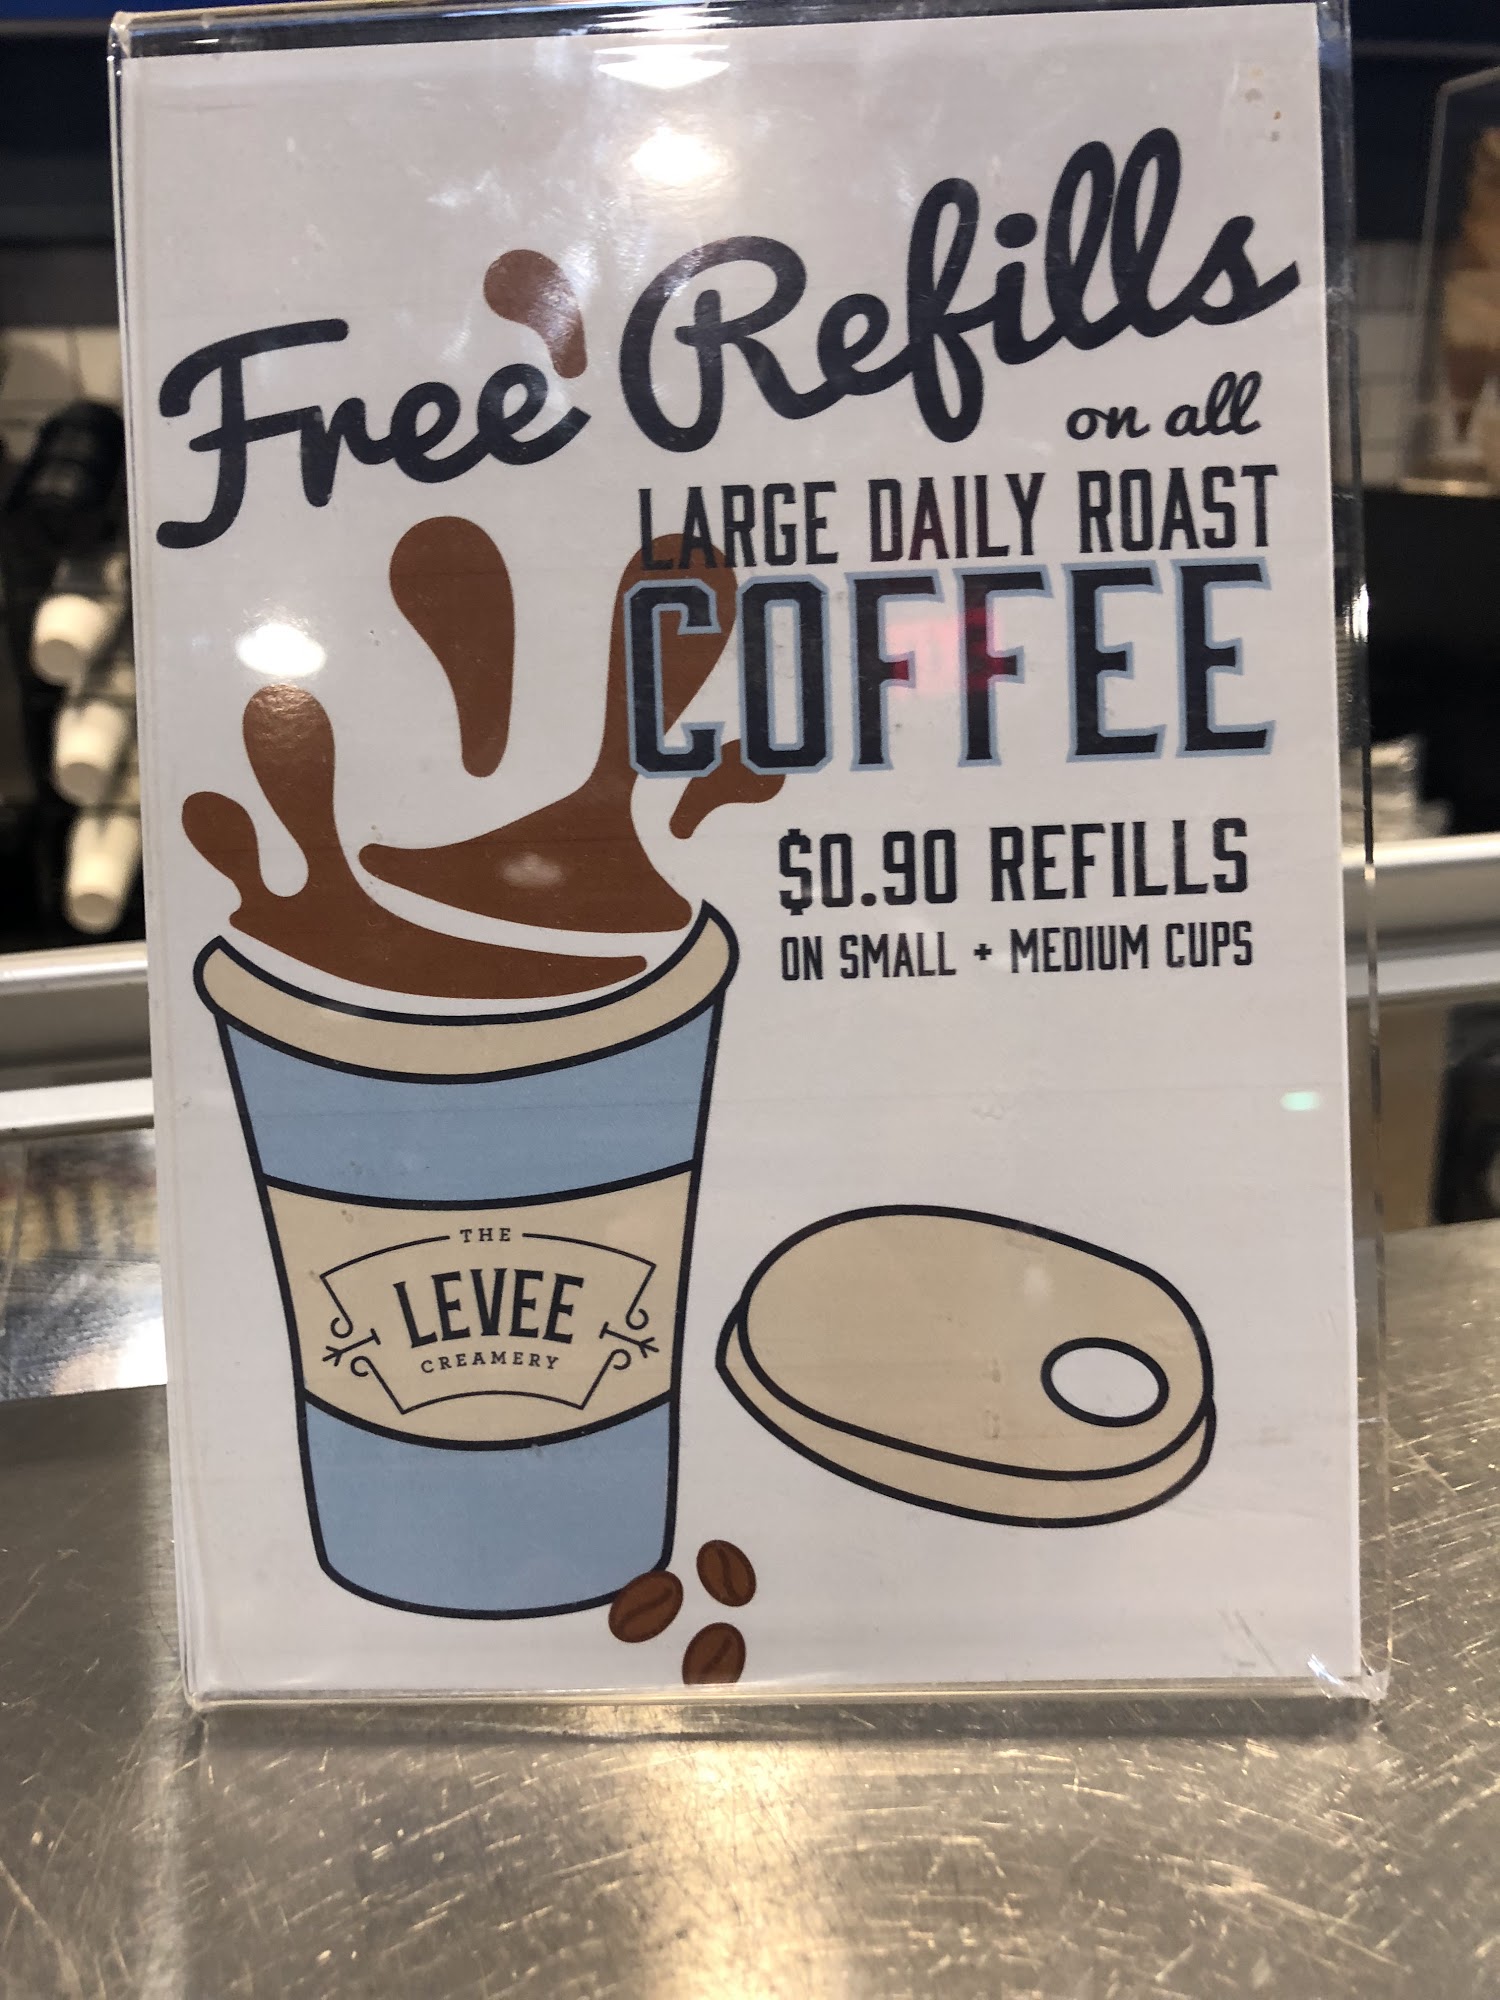 Free Refills
on all
LARGE DAILY ROAST
COFFEE
$0.90 REFILLS
ON SMALL + MEDIUM CUPS
THE
LEVEE
CREAMERY